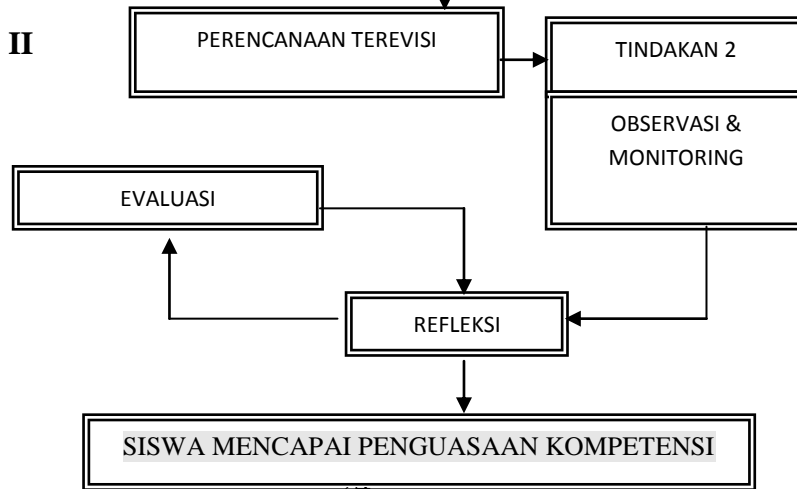 II
PERENCANAAN TEREVISI
TINDAKAN 2
OBSERVASI &
MONITORING
EVALUASI
REFLEKSI
SISWA MENCAPAI PENGUASAAN KOMPETENSI